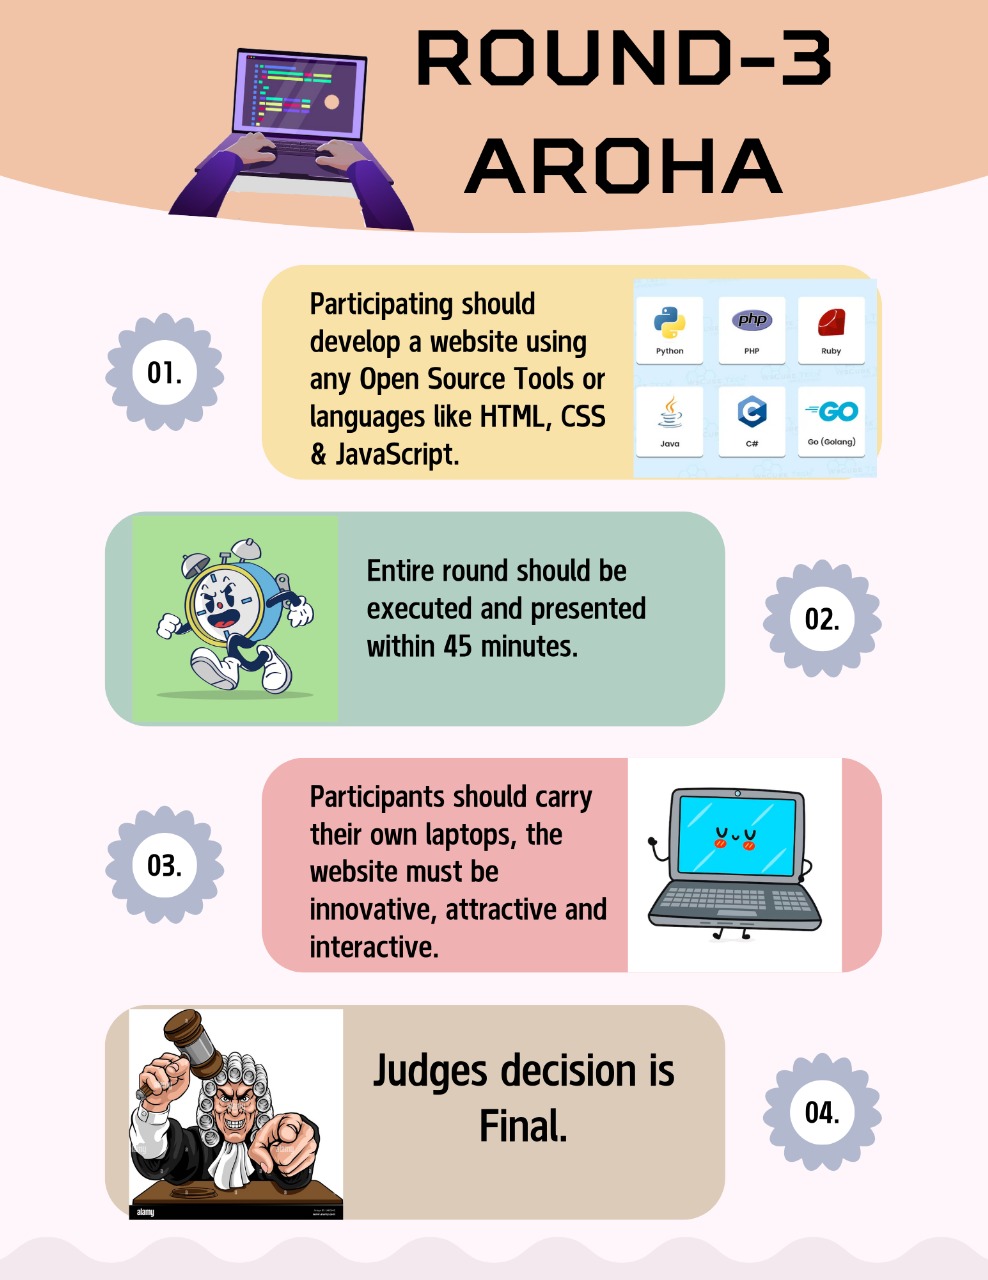 ROUND-3
AROHA
01.
Participating should
develop a website using
any Open Source Tools or
languages like HTML, CSS
& JavaScript.
Python
php
PHP
Ruby
Java
C
C#
GO
Go (Golang)
Entire round should be
executed and presented
within 45 minutes.
02.
03.
Participants should carry
their own laptops, the
website must be
innovative, attractive and
interactive.
Judges decision is
Final.
04.
alamy